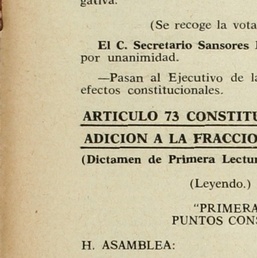 gativa.
(Se recoge la vota
El C. Secretario Sansores
por unanimidad.
—Pasan al Ejecutivo de l
efectos constitucionales.
ARTICULO 73 CONSTITU
ADICION A LA FRACCIO
(Dictamen de Primera Lectur
(Leyendo.)
"PRIMERA
PUNTOS CONS
H. ASAMBLEA: